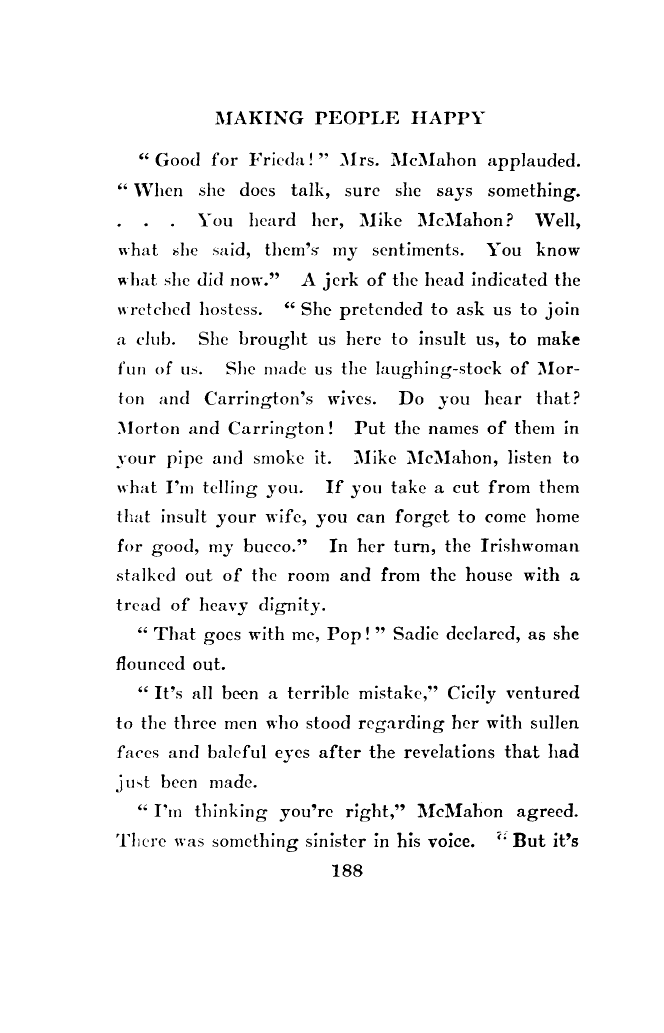 MAKING PEOPLE HAPPY
“Good for Frieda!” Mrs. McMahon applauded.
“When she does talk, sure she says something.
. . . You heard her, Mike McMahon? Well,
what she said, them’s my sentiments. You know
what she did now.” A jerk of the head indicated the
wretched hostess. “She pretended to ask us to join
a club. She brought us here to insult us, to make
fun of us. She made us the laughing-stock of Mor-
ton and Carrington’s wives. Do you hear that?
Morton and Carrington! Put the names of them in
your pipe and smoke it. Mike McMahon, listen to
what I’m telling you. If you take a cut from them
that insult your wife, you can forget to come home
for good, my bucco.” In her turn, the Irishwoman
stalked out of the room and from the house with a
tread of heavy dignity.
“That goes with me, Pop!” Sadie declared, as she
flounced out.
“It’s all been a terrible mistake,” Cicily ventured
to the three men who stood regarding her with sullen
faces and baleful eyes after the revelations that had
just been made.
“I’m thinking you’re right,” McMahon agreed.
There was something sinister in his voice. “But it’s
188